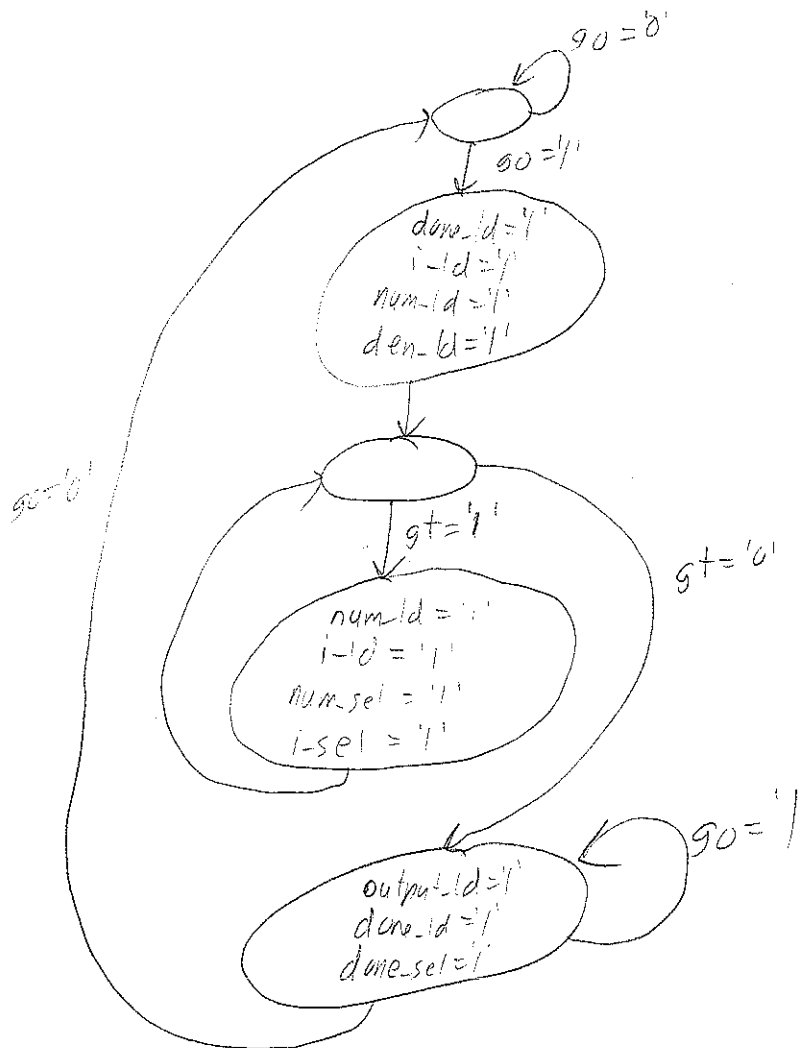 go='0'
go='1'
done_ld='1'
i_ld='1'
num_ld='1'
den_ld='1'
go='0'
gt='1'
gt='0'
num_ld='1'
i_ld='1'
num_sel='1'
i_sel='1'
go='1
output_ld='1'
done_ld='1'
done_sel='1'